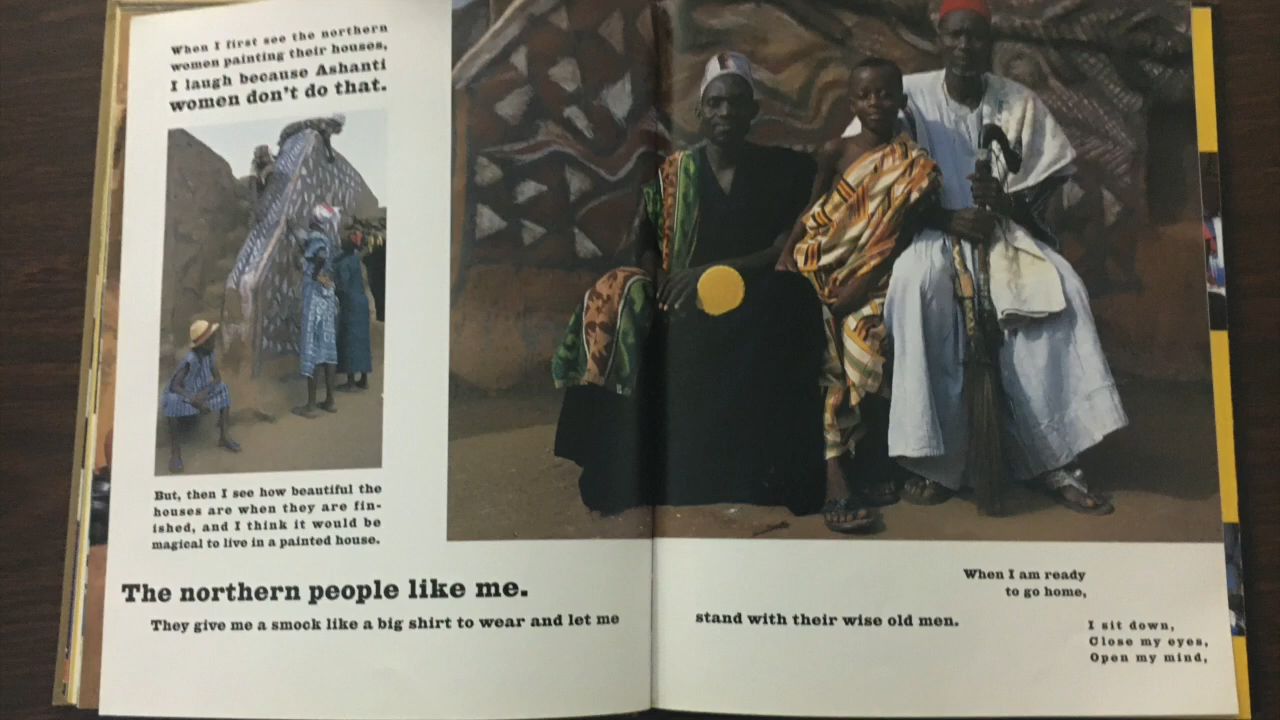 When I first see the northern
women painting their houses,
I laugh because Ashanti
women don't do that.
But, then I see how beautiful the
houses are when they are fin-
ished, and I think it would be
magical to live in a painted house.
The northern people like me.
They give me a smock like a big shirt to wear and let me
stand with their wise old men.
When I am ready
to go home,
I sit down,
Close my eyes,
Open my mind,